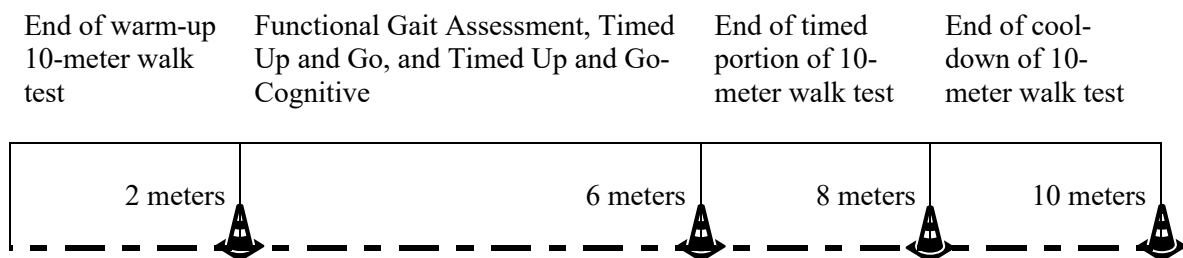 End of warm-up
10-meter walk
test
Functional Gait Assessment, Timed
Up and Go, and Timed Up and Go-
Cognitive
End of timed
portion of 10-
meter walk test
End of cool-
down of 10-
meter walk test
2 meters
6 meters
8 meters
10 meters